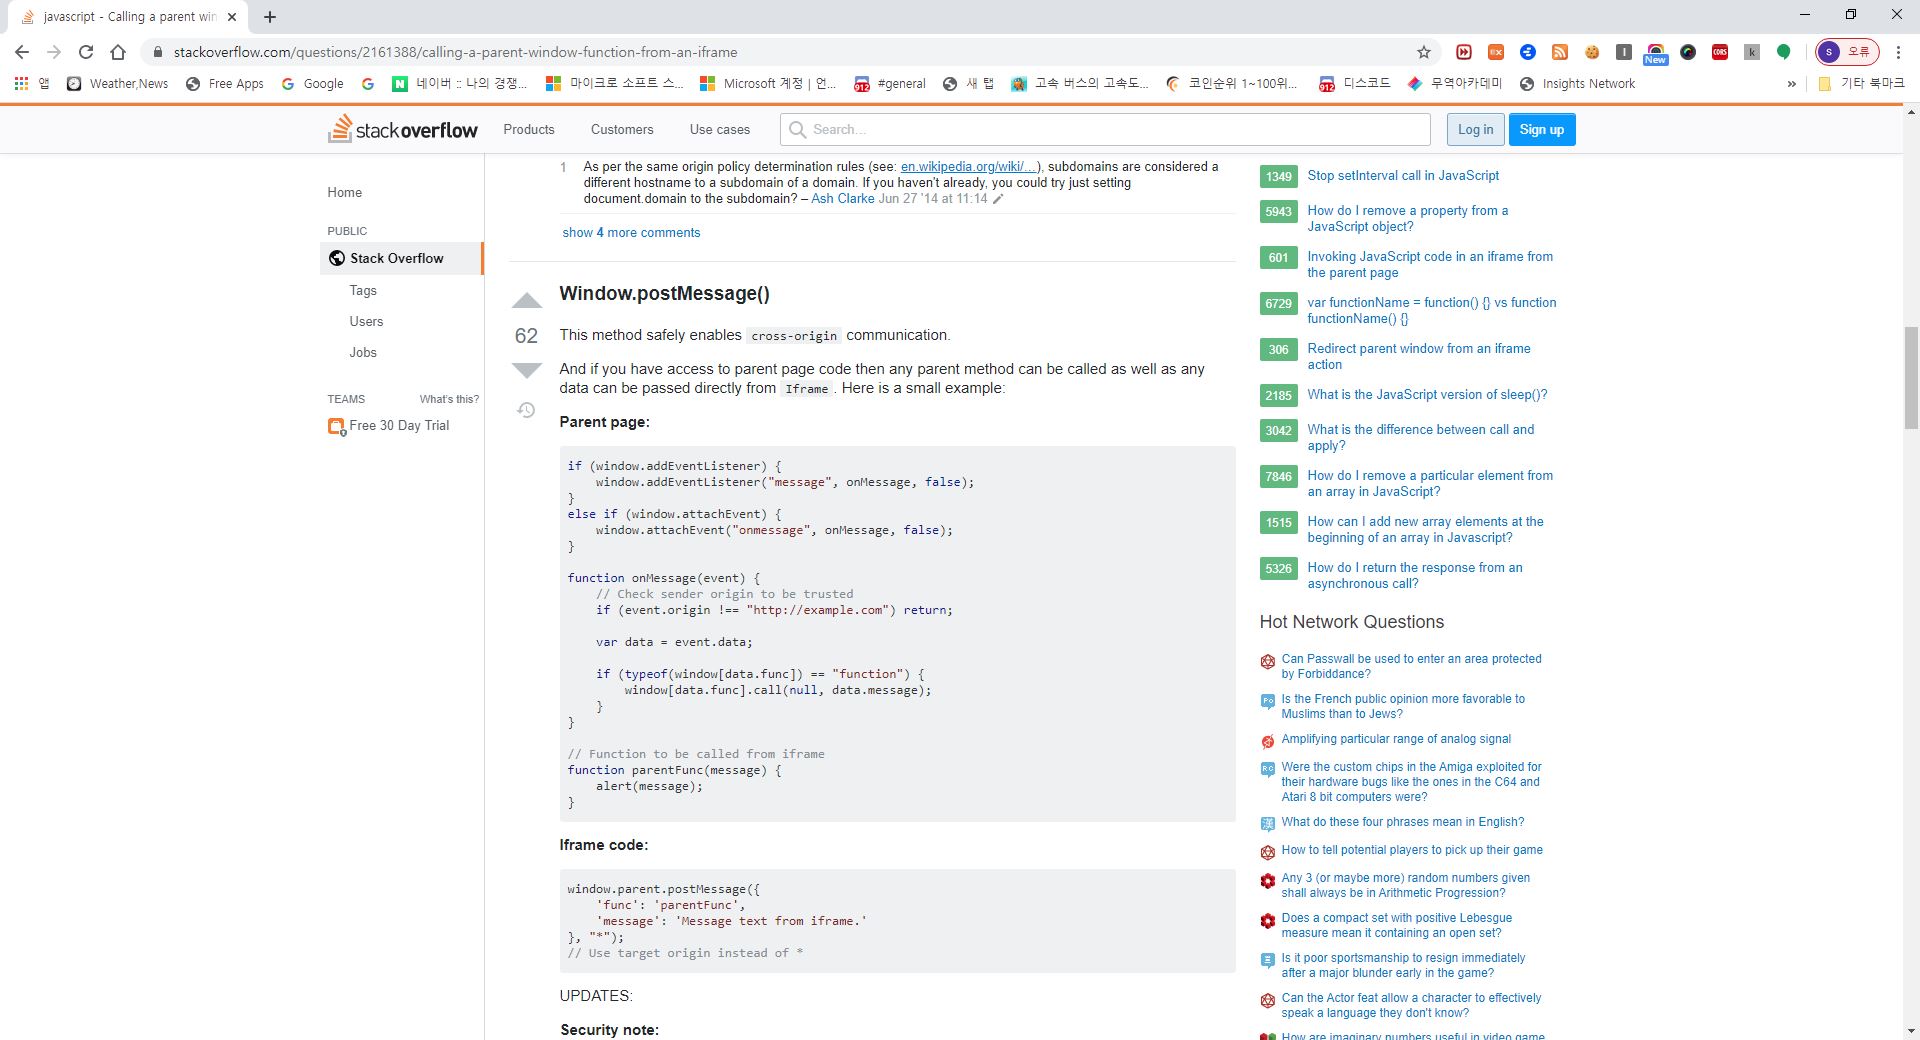 javascript - Calling a parent win
stackoverflow.com/questions/2161388/calling-a-parent-window-function-from-an-iframe
EX
New
CORS
k
S
오류
앱
Weather,News
Free Apps
Google
네이버 :: 나의 경쟁...
마이크로 소프트 스...
Microsoft 계정 | 언...
#general
새 탭
고속 버스의 고속도...
코인순위 1~100위...
디스코드
무역아카데미
Insights Network
»
기타 북마크
stackoverflow
Products
Customers
Use cases
Search...
Log in
Sign up
Home
PUBLIC
Stack Overflow
Tags
Users
Jobs
TEAMS What's this?
Free 30 Day Trial
1 As per the same origin policy determination rules (see: en.wikipedia.org/wiki/...), subdomains are considered a
different hostname to a subdomain of a domain. If you haven't already, you could try just setting
document.domain to the subdomain? – Ash Clarke Jun 27 '14 at 11:14
show 4 more comments
Window.postMessage()
62
This method safely enables cross-origin communication.
And if you have access to parent page code then any parent method can be called as well as any
data can be passed directly from Iframe. Here is a small example:
Parent page:
if (window.addEventListener) {
    window.addEventListener("message", onMessage, false);
}
else if (window.attachEvent) {
    window.attachEvent("onmessage", onMessage, false);
}
function onMessage(event) {
    // Check sender origin to be trusted
    if (event.origin !== "http://example.com") return;
    var data = event.data;
    if (typeof(window[data.func]) == "function") {
        window[data.func].call(null, data.message);
    }
}
// Function to be called from iframe
function parentFunc(message) {
    alert(message);
}
Iframe code:
window.parent.postMessage({
    'func': 'parentFunc',
    'message': 'Message text from iframe.'
}, "*");
// Use target origin instead of *
UPDATES:
Security note:
1349 Stop setInterval call in JavaScript
5943 How do I remove a property from a
JavaScript object?
601 Invoking JavaScript code in an iframe from
the parent page
6729 var functionName = function() {} vs function
functionName() {}
306 Redirect parent window from an iframe
action
2185 What is the JavaScript version of sleep()?
3042 What is the difference between call and
apply?
7846 How do I remove a particular element from
an array in JavaScript?
1515 How can I add new array elements at the
beginning of an array in Javascript?
5326 How do I return the response from an
asynchronous call?
Hot Network Questions
Can Passwall be used to enter an area protected
by Forbiddance?
Is the French public opinion more favorable to
Muslims than to Jews?
Amplifying particular range of analog signal
Were the custom chips in the Amiga exploited for
their hardware bugs like the ones in the C64 and
Atari 8 bit computers were?
What do these four phrases mean in English?
How to tell potential players to pick up their game
Any 3 (or maybe more) random numbers given
shall always be in Arithmetic Progression?
Does a compact set with positive Lebesgue
measure mean it containing an open set?
Is it poor sportsmanship to resign immediately
after a major blunder early in the game?
Can the Actor feat allow a character to effectively
speak a language they don't know?
How are imaginary numbers useful in video game